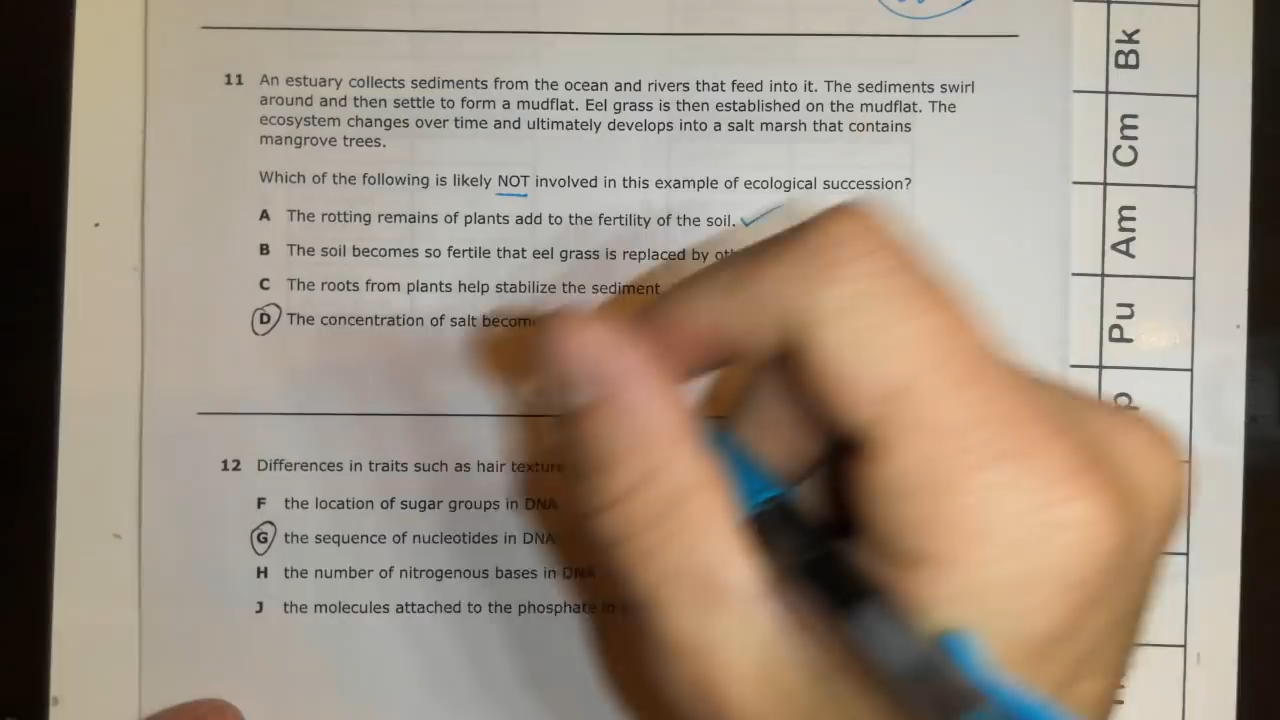 11 An estuary collects sediments from the ocean and rivers that feed into it. The sediments swirl
around and then settle to form a mudflat. Eel grass is then established on the mudflat. The
ecosystem changes over time and ultimately develops into a salt marsh that contains
mangrove trees.
Which of the following is likely NOT involved in this example of ecological succession?
A The rotting remains of plants add to the fertility of the soil.
B The soil becomes so fertile that eel grass is replaced by
C The roots from plants help stabilize the sediment
D The concentration of salt
12 Differences in traits such as hair texture
F the location of sugar groups in DNA
G the sequence of nucleotides in DNA
H the number of nitrogenous bases in DNA
J the molecules attached to the phosphate in
Bk
Cm
Am
Pu